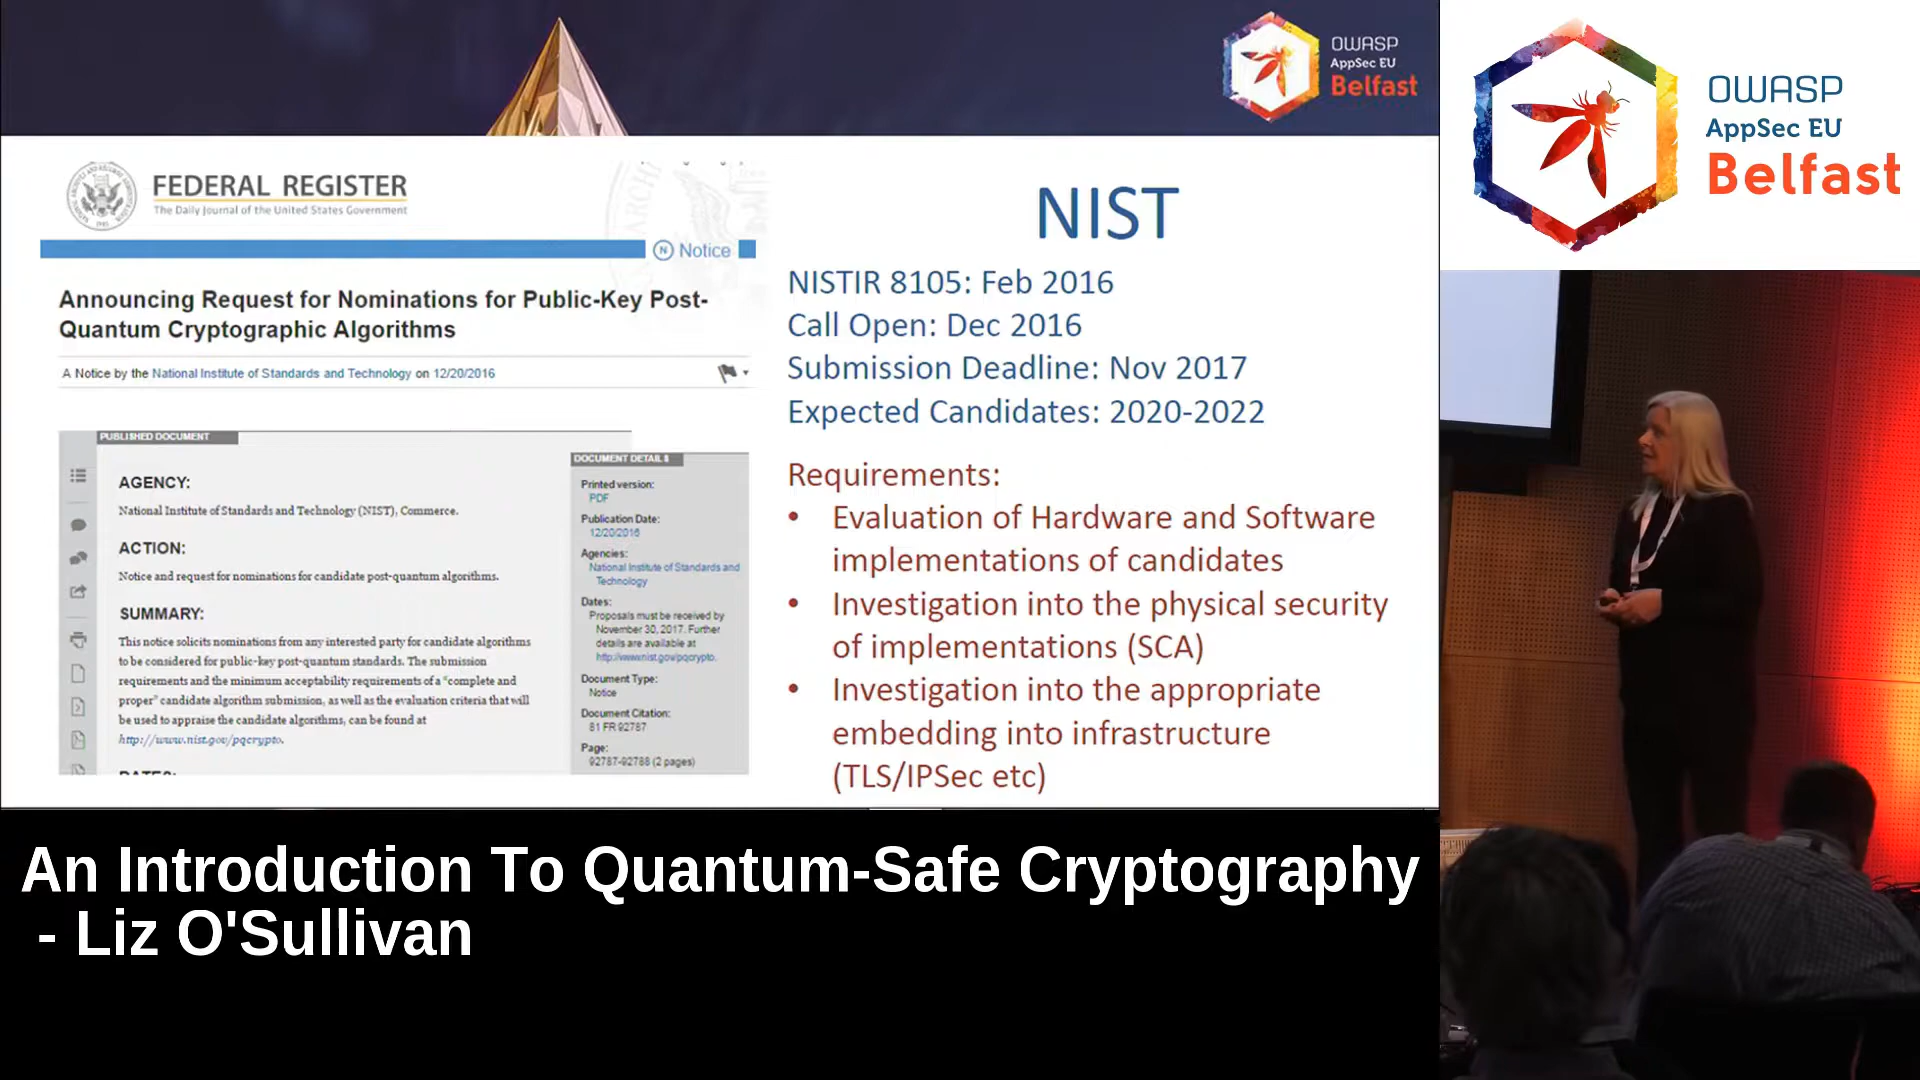 OWASP
AppSec EU
Belfast
OWASP
AppSec EU
Belfast
FEDERAL REGISTER
The Daily Journal of the United States Government
N Notice
Announcing Request for Nominations for Public-Key Post-
Quantum Cryptographic Algorithms
A Notice by the National Institute of Standards and Technology on 12/20/2016
PUBLISHED DOCUMENT
AGENCY:
National Institute of Standards and Technology (NIST), Commerce.
ACTION:
Notice and request for nominations for candidate post-quantum algorithms.
SUMMARY:
This notice solicits nominations from any interested party for candidate algorithms
to be considered for public-key post-quantum standards. The submission
requirements and the minimum acceptability requirements of a “complete and
proper” candidate algorithm submission, as well as the evaluation criteria that will
be used to appraise the candidate algorithms, can be found at
http://www.nist.gov/pqcrypto.
DATES:
DOCUMENT DETAILS
Printed version:
PDF
Publication Date:
12/20/2016
Agencies:
National Institute of Standards and
Technology
Dates:
Proposals must be received by
November 30, 2017. Further
details are available at
http://www.nist.gov/pqcrypto.
Document Type:
Notice
Document Citation:
81 FR 92787
Page:
92787-92788 (2 pages)
NIST
NISTIR 8105: Feb 2016
Call Open: Dec 2016
Submission Deadline: Nov 2017
Expected Candidates: 2020-2022
Requirements:
• Evaluation of Hardware and Software
implementations of candidates
• Investigation into the physical security
of implementations (SCA)
• Investigation into the appropriate
embedding into infrastructure
(TLS/IPSec etc)
An Introduction To Quantum-Safe Cryptography
- Liz O'Sullivan